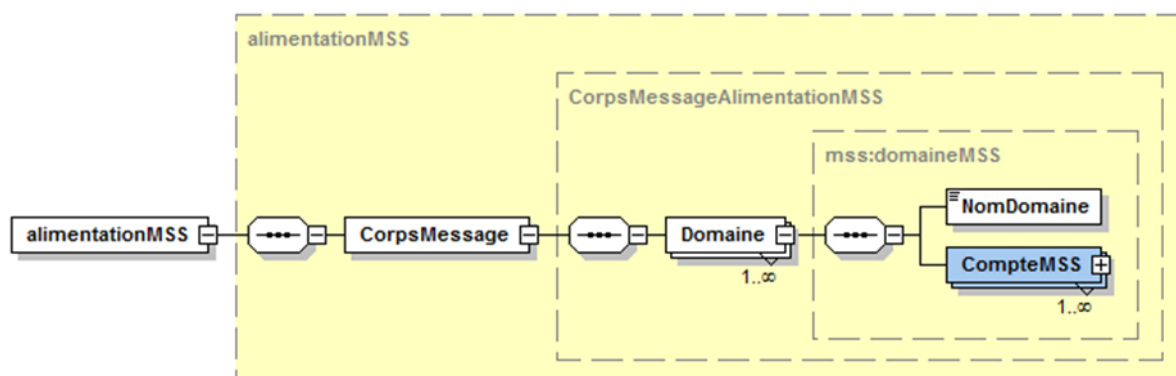 alimentationMSS
CorpsMessageAlimentationMSS
mss:domaineMSS
NomDomaine
alimentationMSS
CorpsMessage
Domaine
CompteMSS
1..∞
1..∞